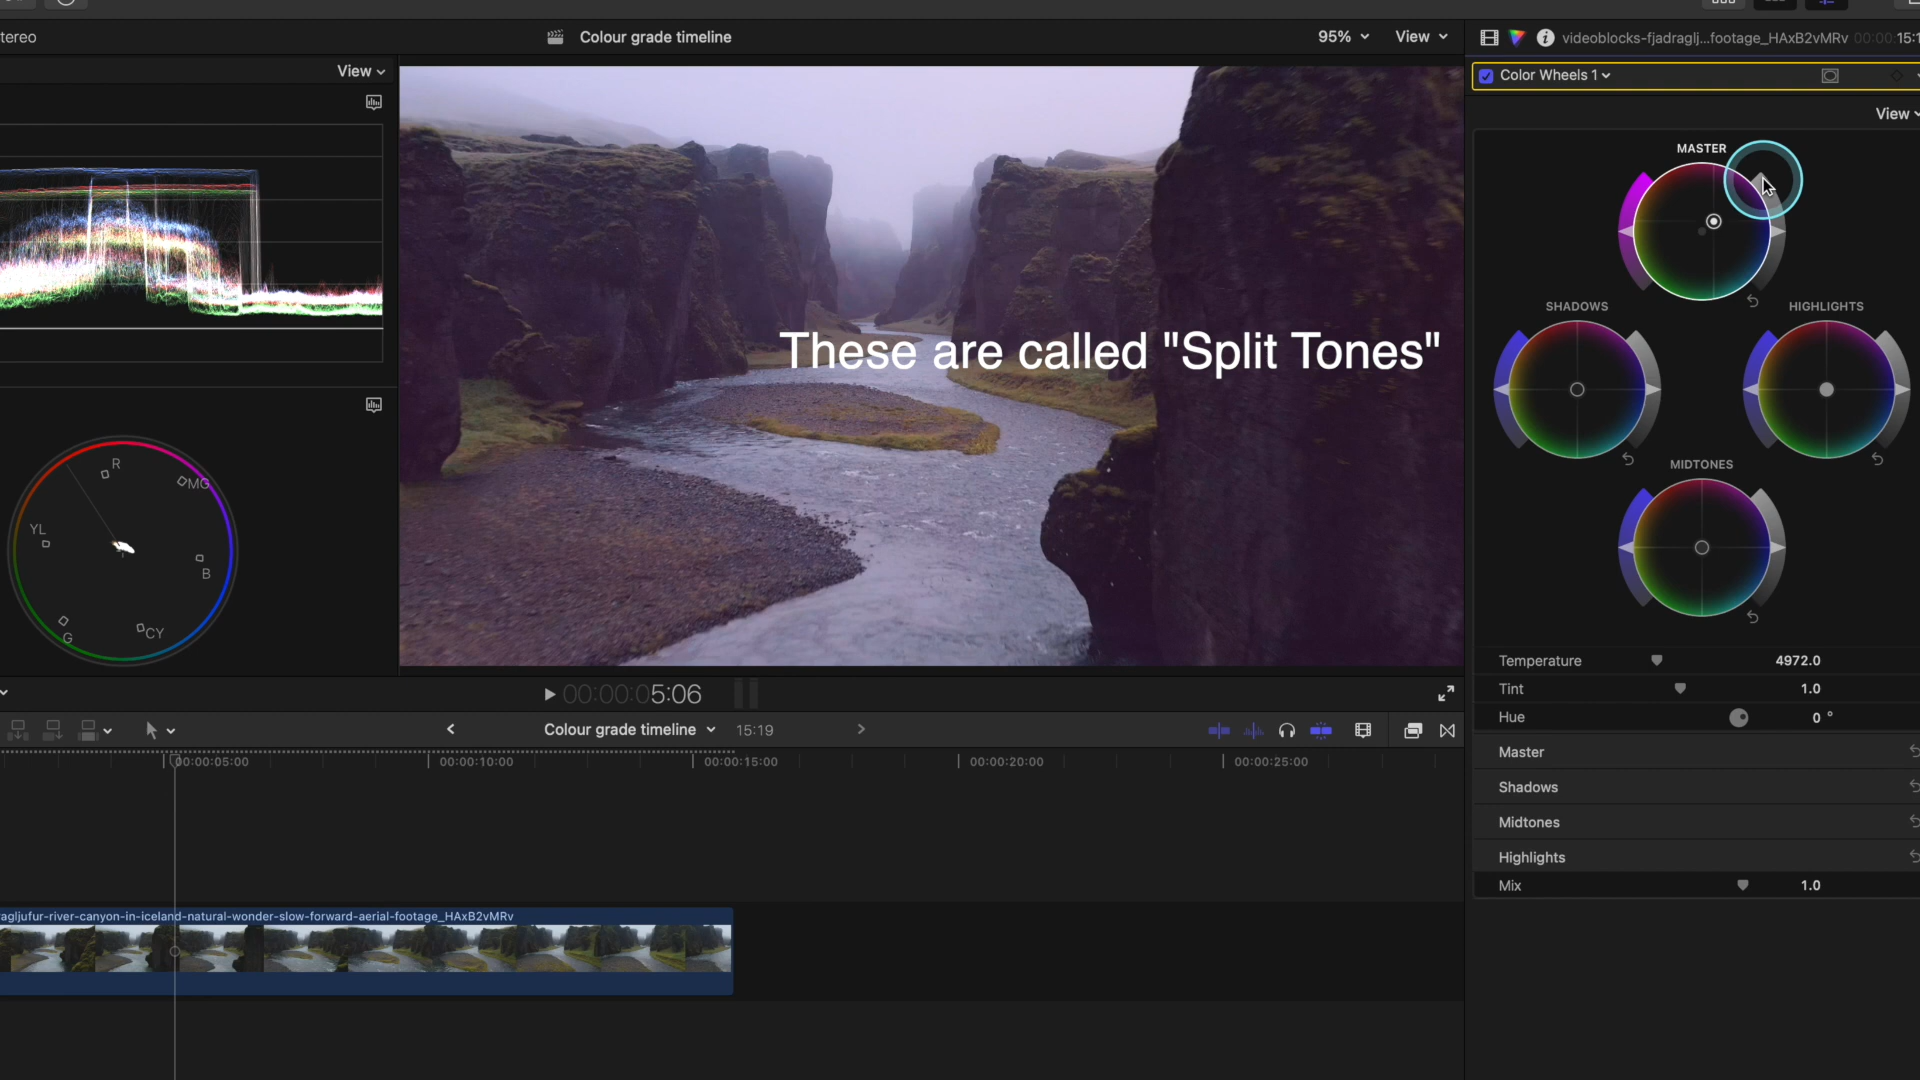 tereo
Colour grade timeline
95%
View
videoblocks-fjadraglj...footage_HAxB2vMRv
00:00:15:1
View
Color Wheels 1
View
MASTER
SHADOWS
HIGHLIGHTS
MIDTONES
These are called "Split Tones"
R
MG
YL
B
G
CY
Temperature
4972.0
Tint
1.0
Hue
0 °
Master
Shadows
Midtones
Highlights
Mix
1.0
00:00:05:06
Colour grade timeline
15:19
00:00:05:00
00:00:10:00
00:00:15:00
00:00:20:00
00:00:25:00
ragljufur-river-canyon-in-iceland-natural-wonder-slow-forward-aerial-footage_HAxB2vMRv